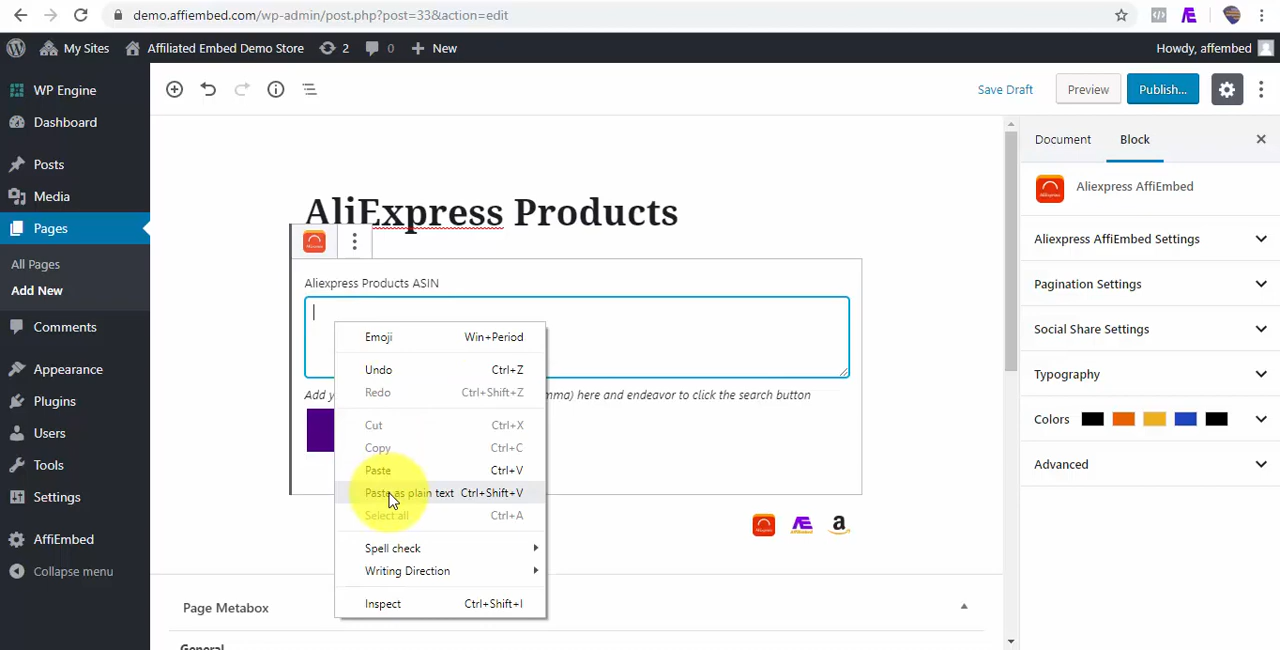 demo.affiembed.com/wp-admin/post.php?post=33&action=edit
My Sites
Affiliated Embed Demo Store
2
0
New
Howdy, affembed
WP Engine
Dashboard
Posts
Media
Pages
All Pages
Add New
Comments
Appearance
Plugins
Users
Tools
Settings
AffiEmbed
Collapse menu
Save Draft
Preview
Publish...
AliExpress Products
Aliexpress Products ASIN
Emoji Win+Period
Undo Ctrl+Z
Redo Ctrl+Shift+Z
Cut Ctrl+X
Copy Ctrl+C
Paste Ctrl+V
Paste as plain text Ctrl+Shift+V
Select all Ctrl+A
Spell check
Writing Direction
Inspect Ctrl+Shift+I
Add here and endeavor to click the search button
Page Metabox
General
Document
Block
Aliexpress AffiEmbed
Aliexpress AffiEmbed Settings
Pagination Settings
Social Share Settings
Typography
Colors
Advanced